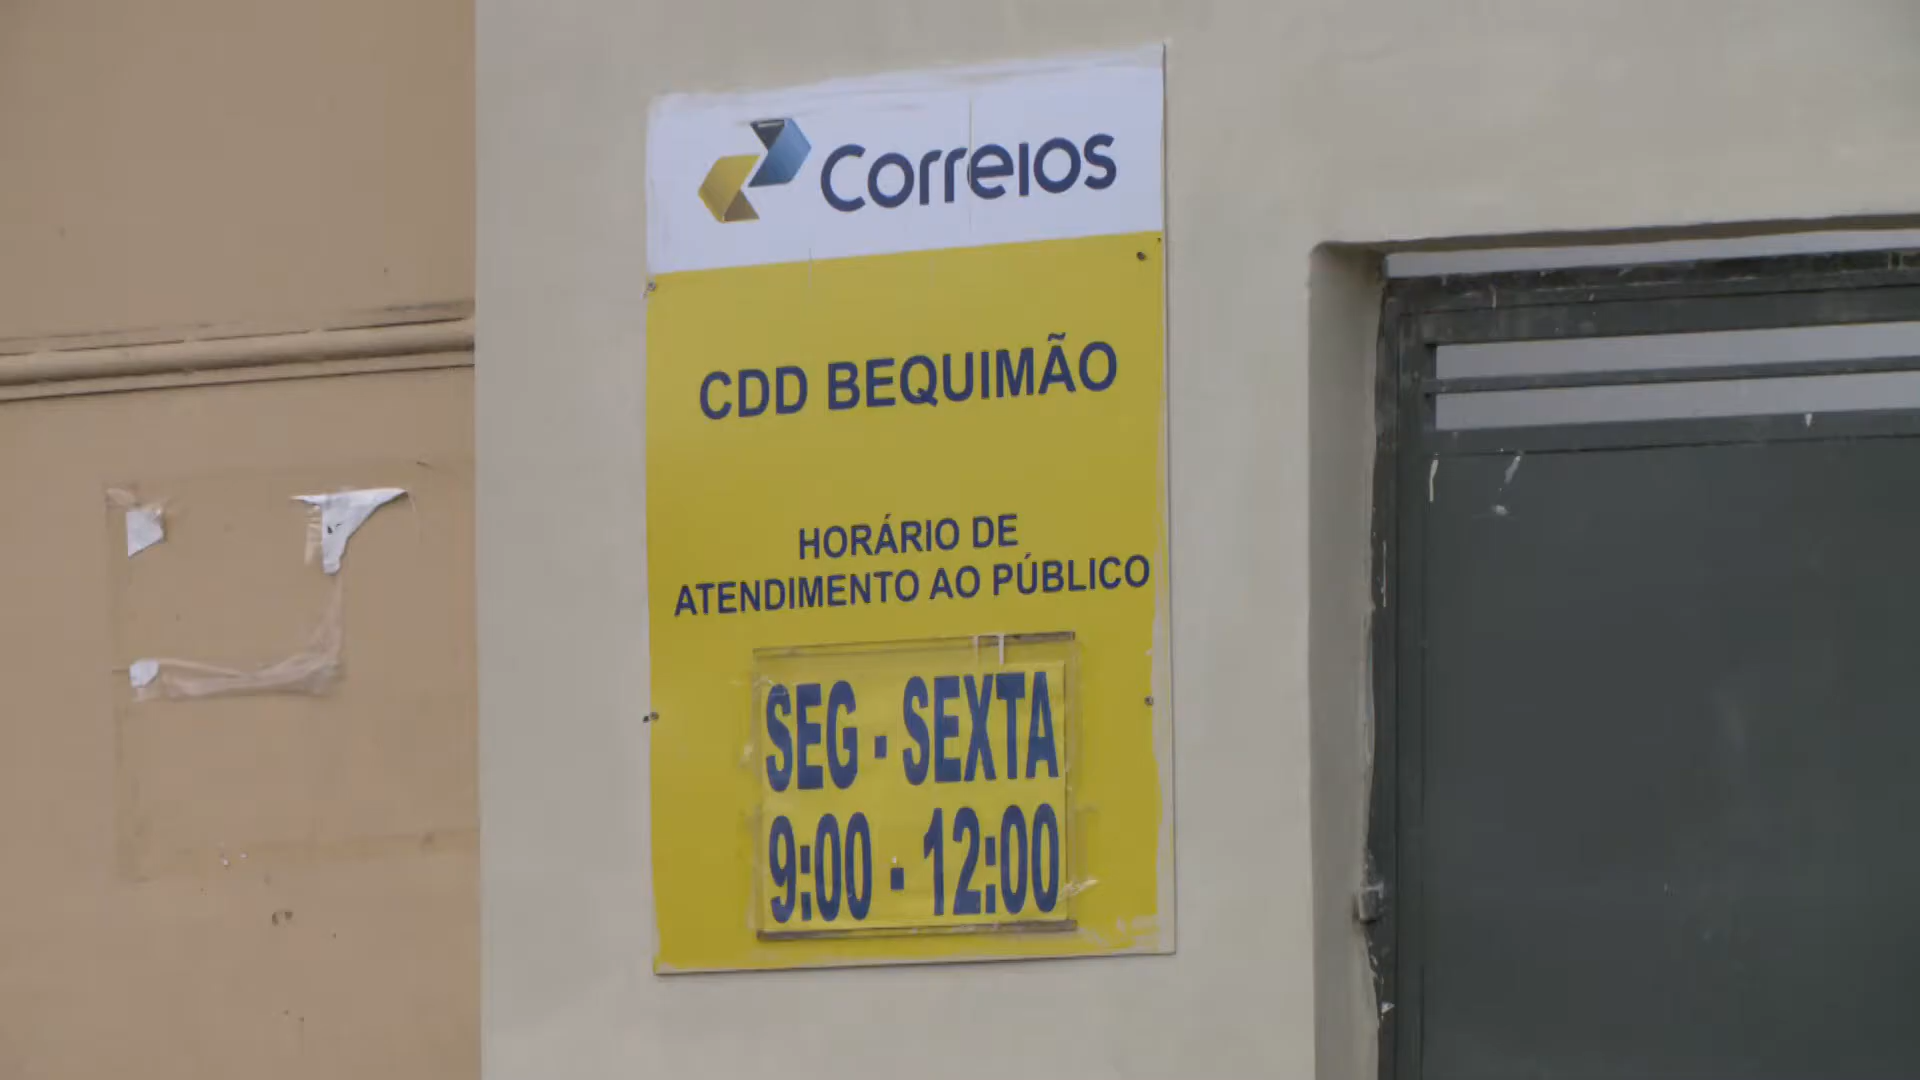 Correios
CDD BEQUIMÃO
HORÁRIO DE
ATENDIMENTO AO PÚBLICO
SEG - SEXTA
9:00 - 12:00